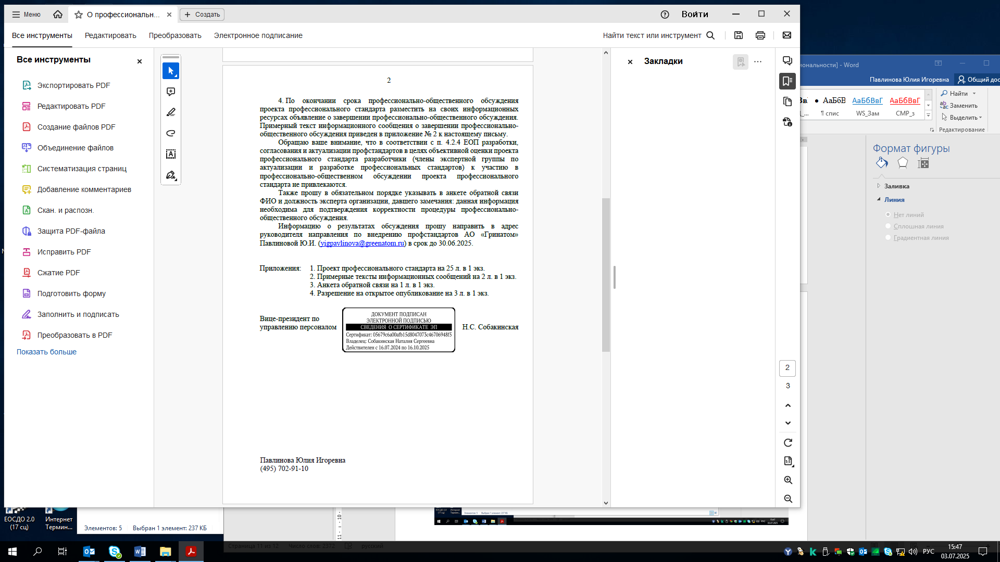 Меню
О профессиональн...
Создать
Войти
Все инструменты
Редактировать
Преобразовать
Электронное подписание
Найти текст или инструмент
Все инструменты
Экспортировать PDF
Редактировать PDF
Создание файлов PDF
Объединение файлов
Систематизация страниц
Добавление комментариев
Скан. и распозн.
Защита PDF-файла
Исправить PDF
Сжатие PDF
Подготовить форму
Заполнить и подписать
Преобразовать в PDF
Показать больше
2
4. По окончании срока профессионально-общественного обсуждения
проекта профессионального стандарта разместить на своих информационных
ресурсах объявление о завершении профессионально-общественного обсуждения.
Примерный текст информационного сообщения о завершении профессионально-
общественного обсуждения приведен в приложение № 2 к настоящему письму.
Обращаю ваше внимание, что в соответствии с п. 4.2.4 ЕОП разработки,
согласования и актуализации профстандартов в целях объективной оценки проекта
профессионального стандарта разработчики (члены экспертной группы по
актуализации и разработке профессиональных стандартов) к участию в
профессионально-общественном обсуждении проекта профессионального
стандарта не привлекаются.
Также прошу в обязательном порядке указывать в анкете обратной связи
ФИО и должность эксперта организации, давшего замечания: данная информация
необходима для подтверждения корректности процедуры профессионально-
общественного обсуждения.
Информацию о результатах обсуждения прошу направить в адрес
руководителя направления по внедрению профстандартов АО «Гринатом»
Павлиновой Ю.И. (yigpavlinova@greenatom.ru) в срок до 30.06.2025.
Приложения: 1. Проект профессионального стандарта на 25 л. в 1 экз.
2. Примерные тексты информационных сообщений на 2 л. в 1 экз.
3. Анкета обратной связи на 1 л. в 1 экз.
4. Разрешение на открытое опубликование на 3 л. в 1 экз.
Вице-президент по
управлению персоналом
ДОКУМЕНТ ПОДПИСАН
ЭЛЕКТРОННОЙ ПОДПИСЬЮ
СВЕДЕНИЯ О СЕРТИФИКАТЕ ЭП
Сертификат: 05679c6a00afb15d8047073c46706948f5
Владелец: Собакинская Наталия Сергеевна
Действителен с 16.07.2024 по 16.10.2025
Н.С. Собакинская
Павлинова Юлия Игоревна
(495) 702-91-10
Закладки
2
3
иональности] - Word
Павлинова Юлия Игоревна
Общий дос
АаБбВ
АаБбВвГ
АаБбВвГ
¶ спис
WS_Зам
СМР_з
Найти
Заменить
Выделить
Редактирование
Формат фигуры
Заливка
Линия
Нет линий
Сплошная линия
Градиентная линия
ЕОСДО 2.0
(17 сц)
Интернет
Термин...
Элементов: 5
Выбран 1 элемент: 237 КБ
Страница 11 из 12
Число слов: 2372
русский
РУС
15:47
03.07.2025